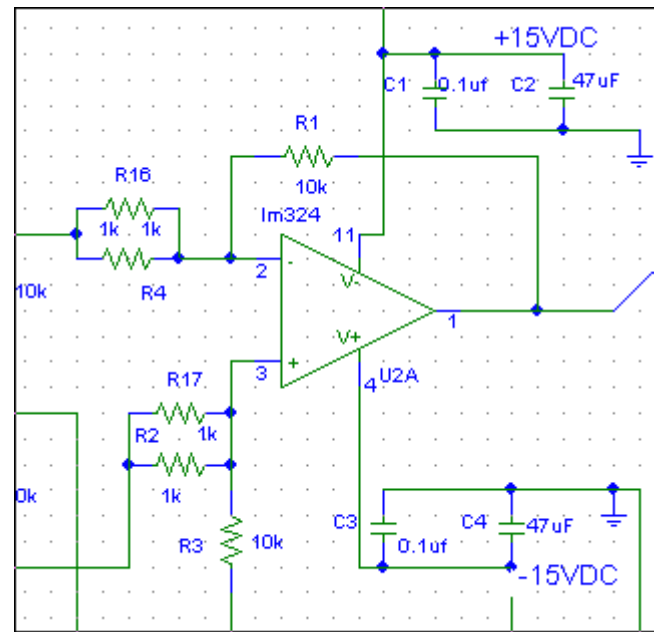 +15VDC
C1
0.1uf
C2
47uF
R1
10k
R16
1k
1k
R4
10k
lm324
11
2
-
V-
1
V+
3
+
4
U2A
R17
1k
R2
1k
0k
R3
10k
C3
0.1uf
C4
47uF
-15VDC